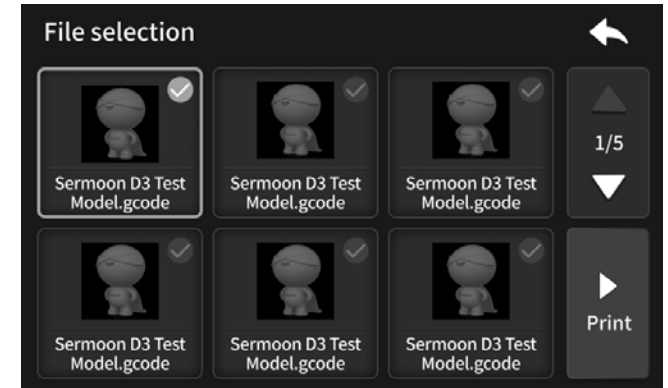 File selection
Sermoon D3 Test
Model.gcode
Sermoon D3 Test
Model.gcode
Sermoon D3 Test
Model.gcode
1/5
Sermoon D3 Test
Model.gcode
Sermoon D3 Test
Model.gcode
Sermoon D3 Test
Model.gcode
Print